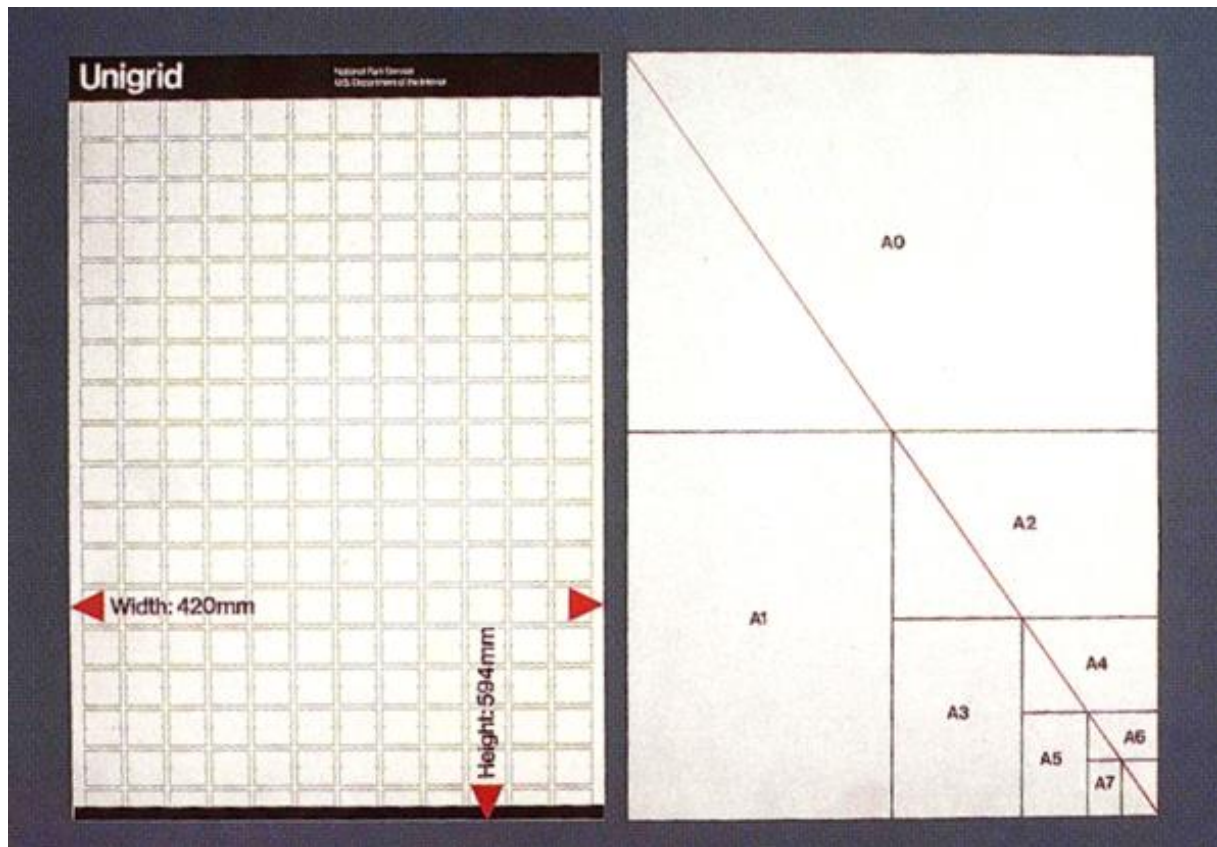 Unigrid
National Park Service
U.S. Department of the Interior
Width: 420mm
Height: 594mm
A0
A1
A2
A3
A4
A5
A6
A7